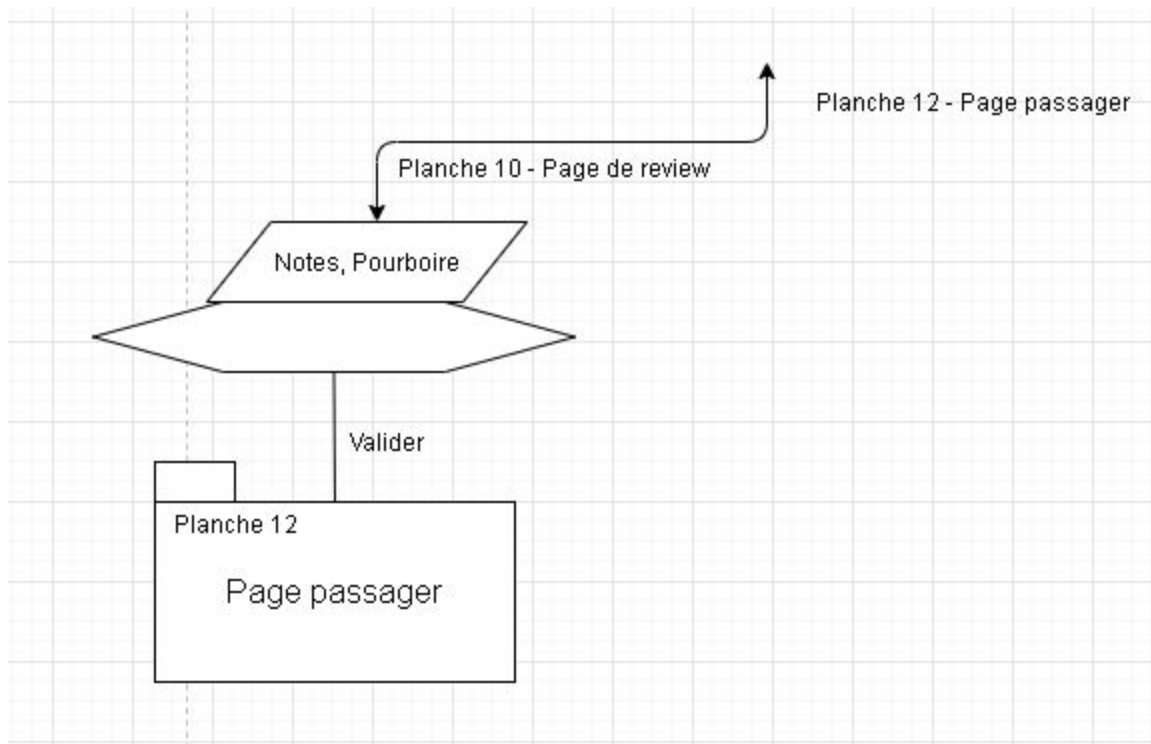 Planche 12 - Page passager
Planche 10 - Page de review
Notes, Pourboire
Valider
Planche 12
Page passager